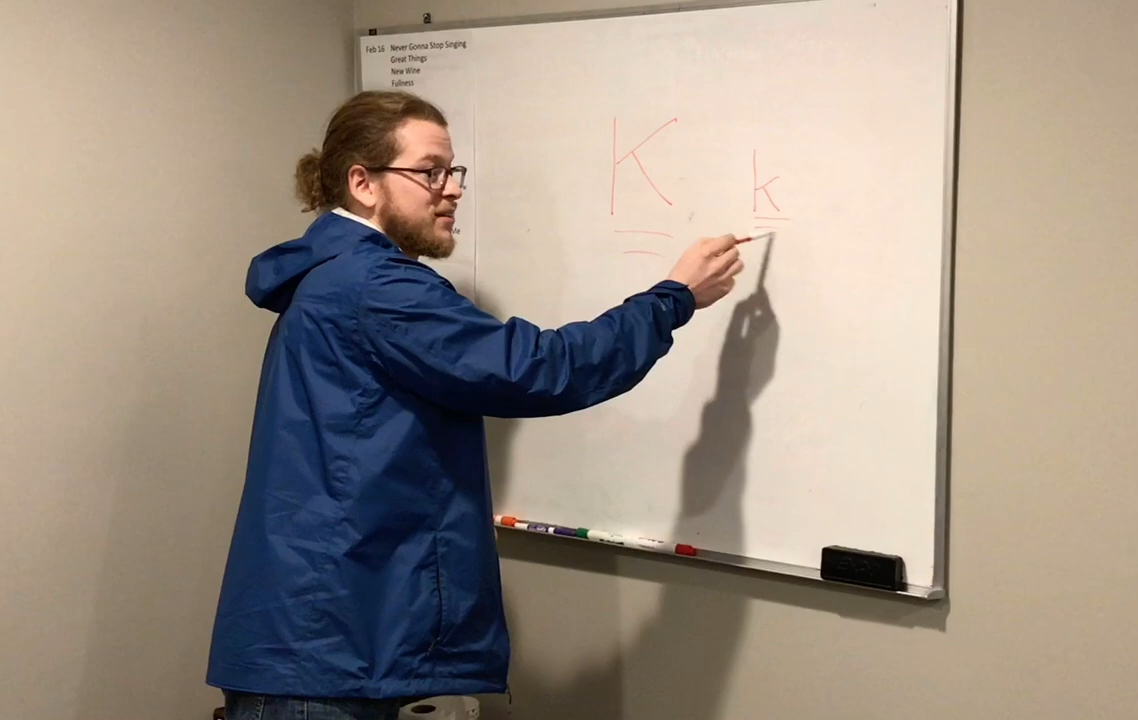 Feb 16 Never Gonna Stop Singing
Great Things
New Wine
Fullness
K k